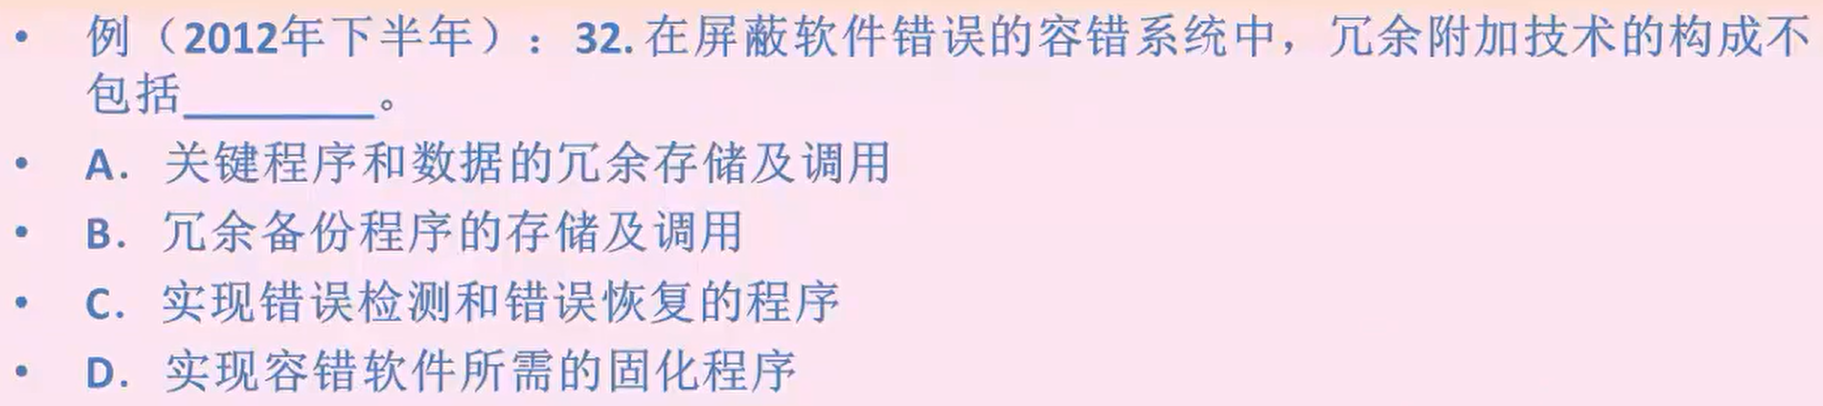 • 例（2012年下半年）：32.在屏蔽软件错误的容错系统中，冗余附加技术的构成不
包括________。
• A．关键程序和数据的冗余存储及调用
• B．冗余备份程序的存储及调用
• C．实现错误检测和错误恢复的程序
• D．实现容错软件所需的固化程序